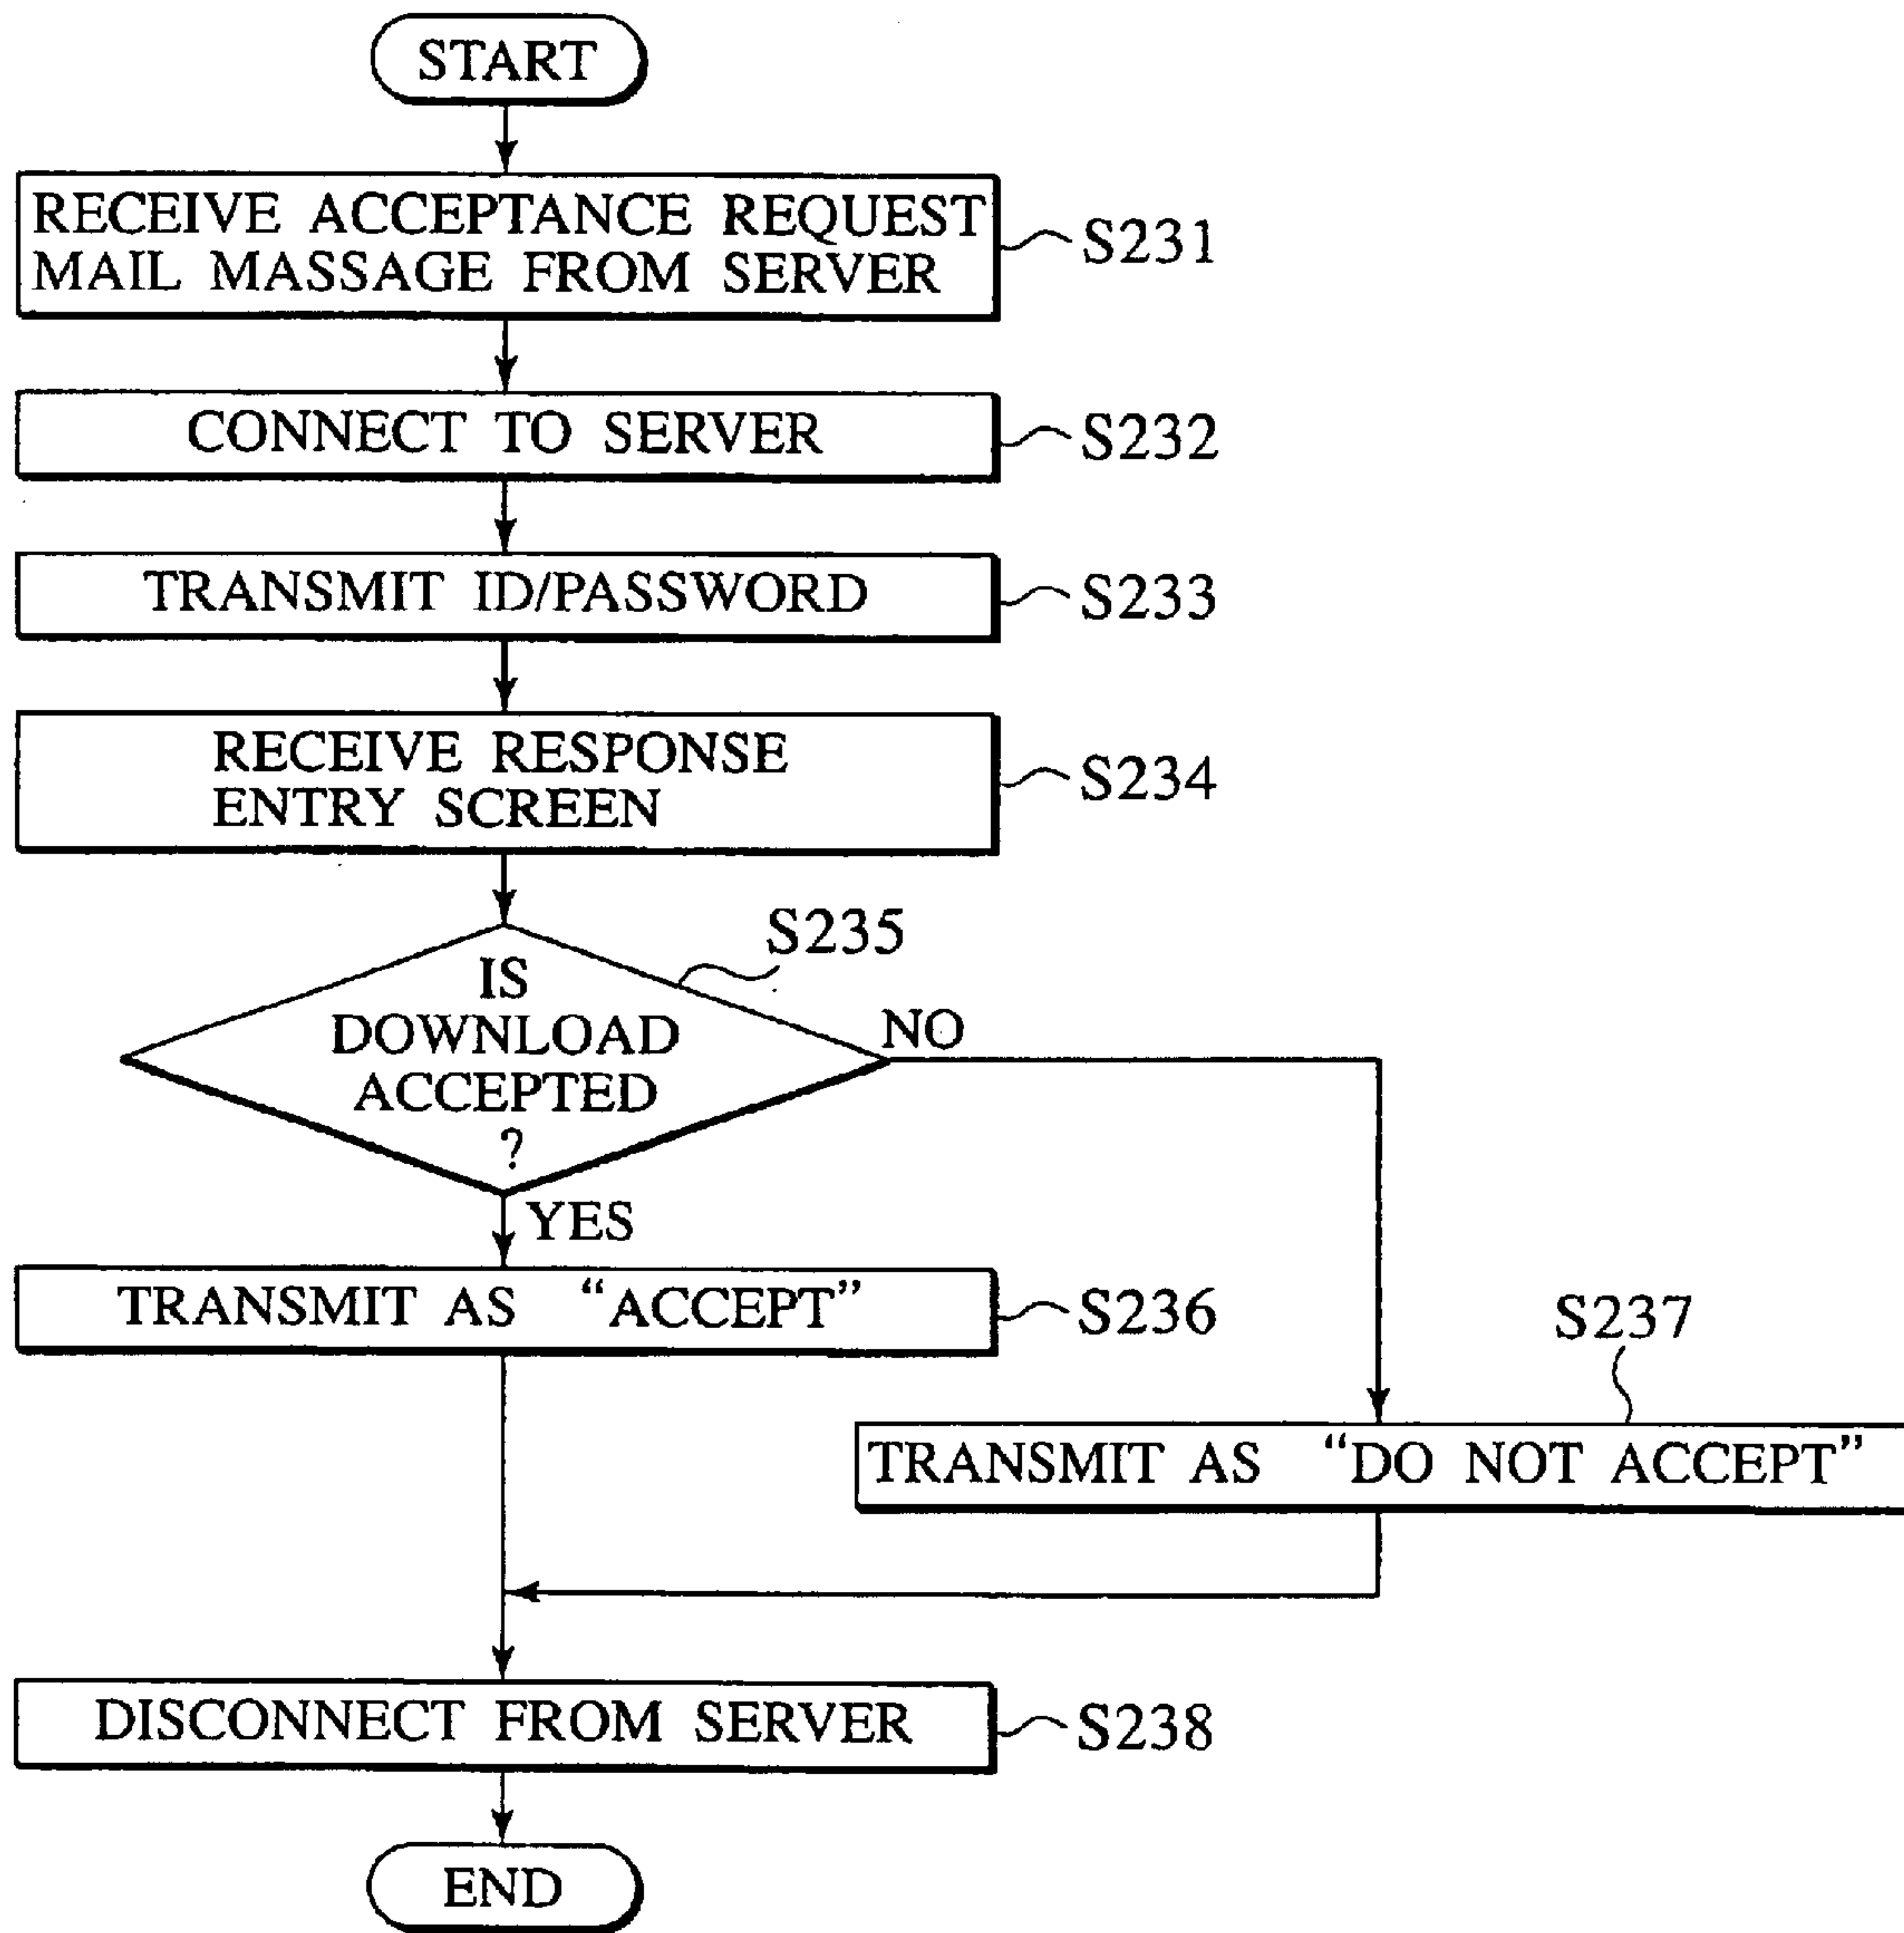 START
RECEIVE ACCEPTANCE REQUEST
MAIL MASSAGE FROM SERVER
S231
CONNECT TO SERVER
S232
TRANSMIT ID/PASSWORD
S233
RECEIVE RESPONSE
ENTRY SCREEN
S234
S235
IS
DOWNLOAD
ACCEPTED
?
NO
YES
TRANSMIT AS “ACCEPT”
S236
S237
TRANSMIT AS “DO NOT ACCEPT”
DISCONNECT FROM SERVER
S238
END